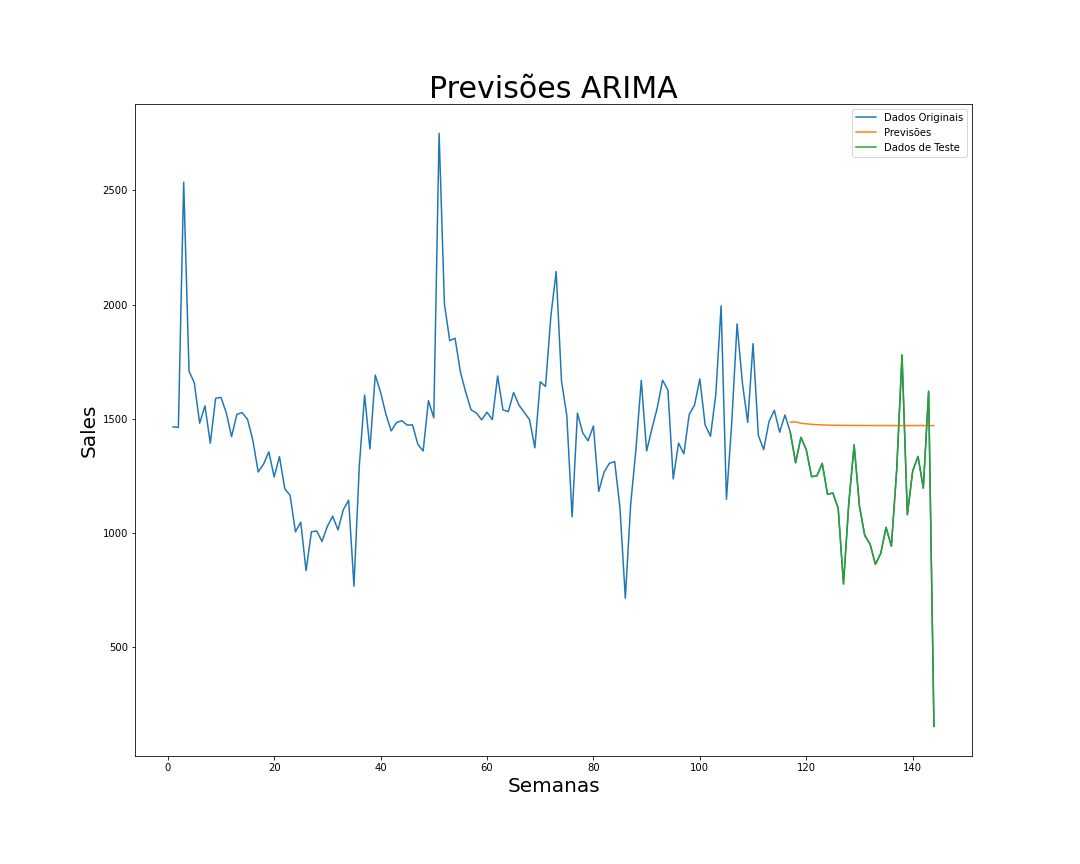 Previsões ARIMA
Dados Originais
Previsões
Dados de Teste
Sales
2500
2000
1500
1000
500
0 20 40 60 80 100 120 140
Semanas